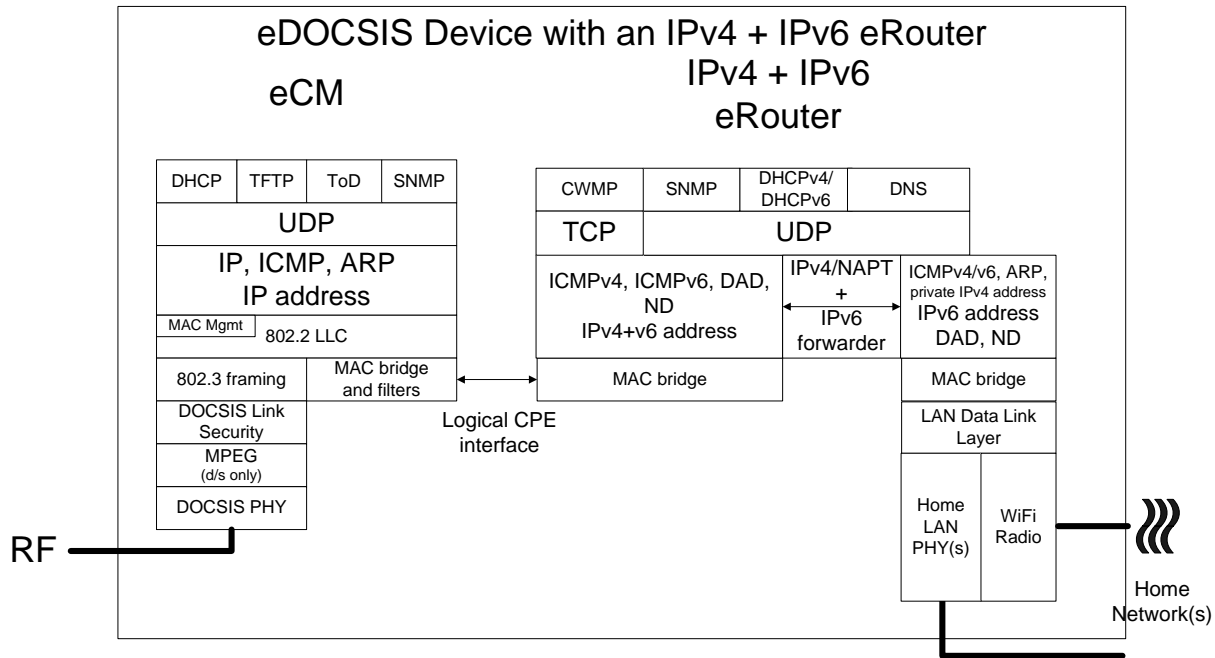 eDOCSIS Device with an IPv4 + IPv6 eRouter
eCM
IPv4 + IPv6
eRouter
DHCP
TFTP
ToD
SNMP
UDP
IP, ICMP, ARP
IP address
MAC Mgmt
802.2 LLC
802.3 framing
MAC bridge
and filters
DOCSIS Link
Security
MPEG
(d/s only)
DOCSIS PHY
RF
Logical CPE
interface
CWMP
SNMP
DHCPv4/
DHCPv6
DNS
TCP
UDP
ICMPv4, ICMPv6, DAD,
ND
IPv4+v6 address
IPv4/NAPT
+
IPv6
forwarder
ICMPv4/v6, ARP,
private IPv4 address
IPv6 address
DAD, ND
MAC bridge
MAC bridge
LAN Data Link
Layer
Home
LAN
PHY(s)
WiFi
Radio
Home
Network(s)